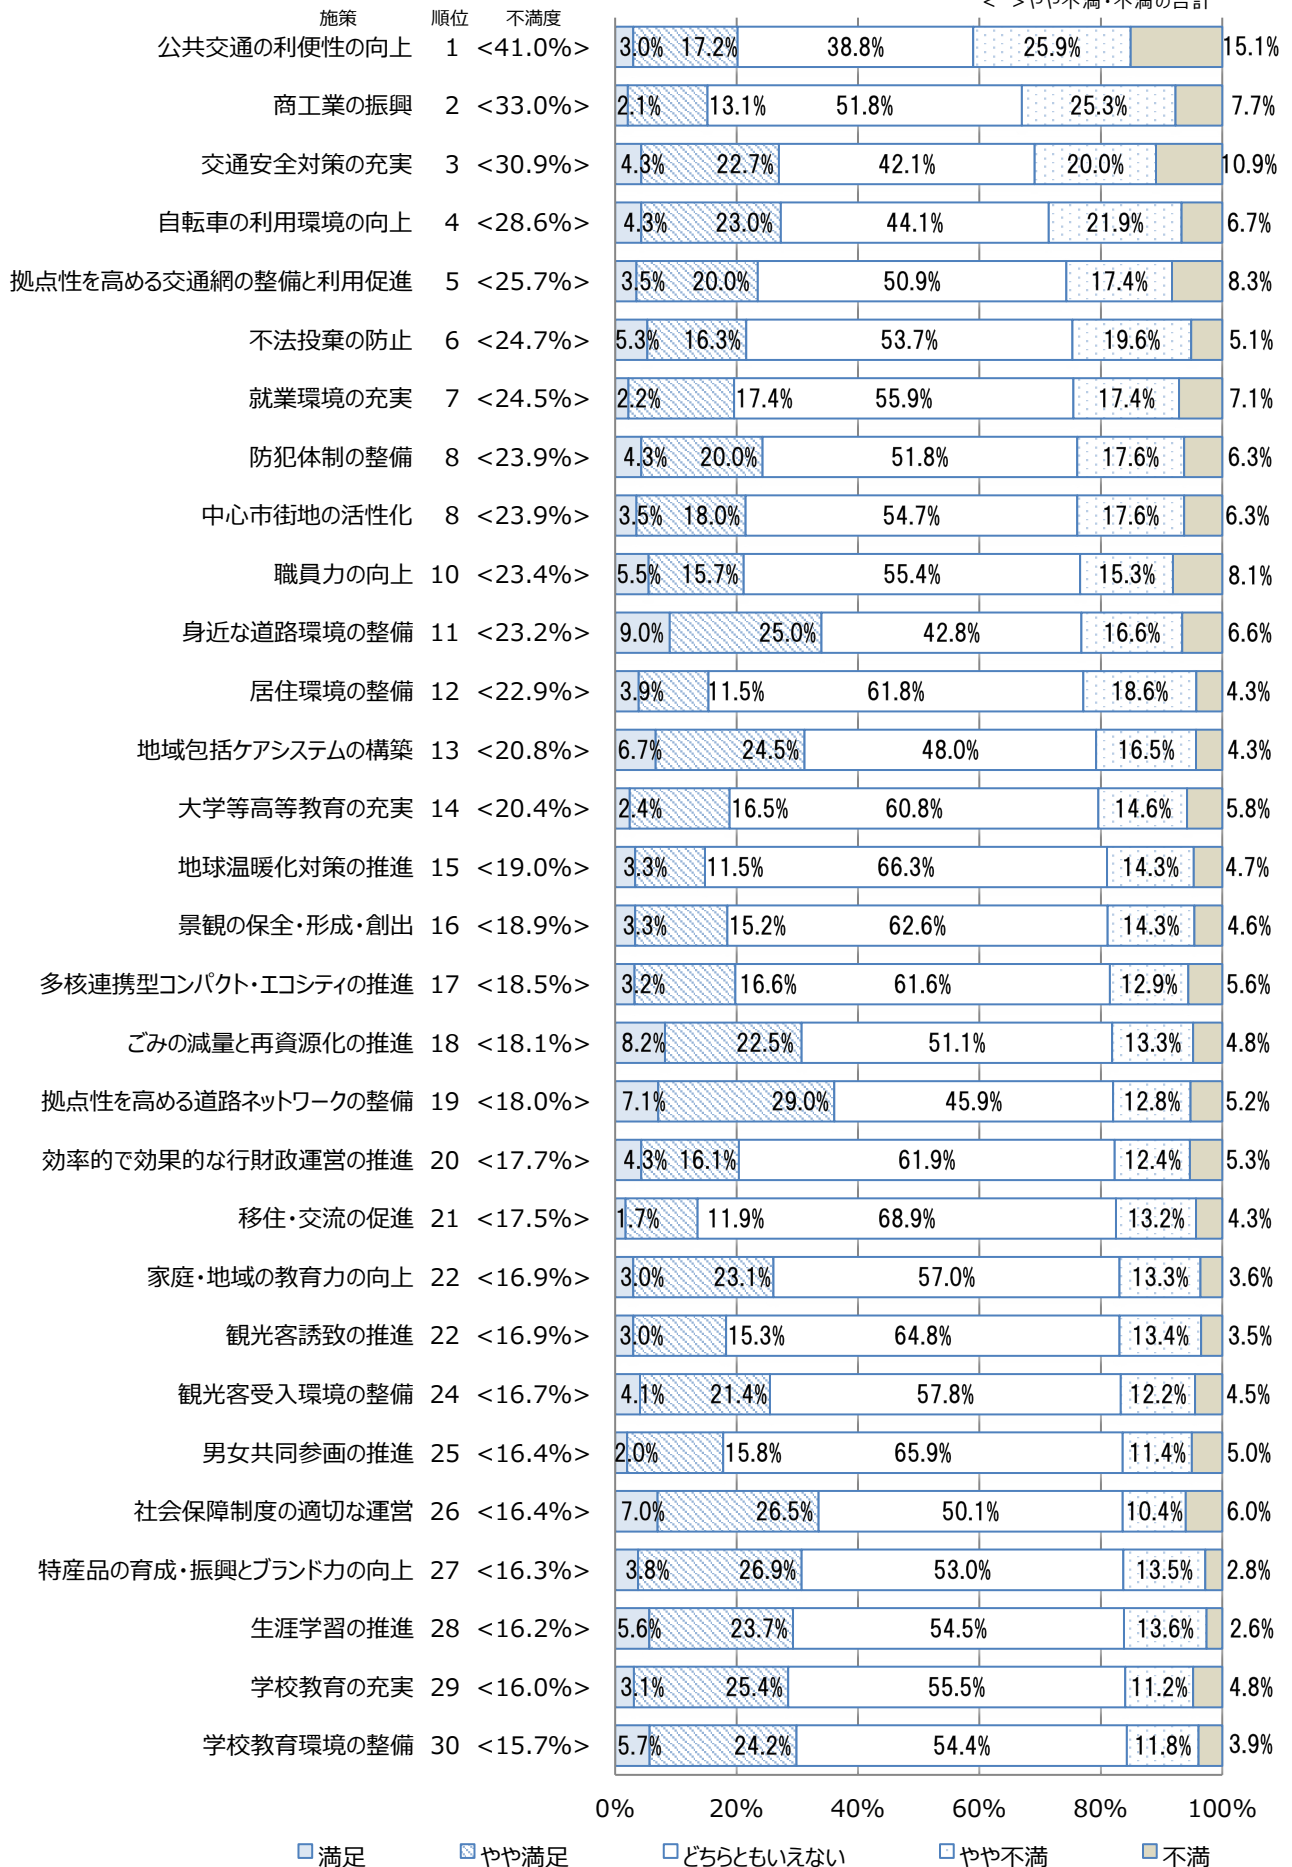 < >やや不満・不満の合計
施策 順位 不満度
公共交通の利便性の向上 1 <41.0%> 3.0% 17.2% 38.8% 25.9% 15.1%
商工業の振興 2 <33.0%> 2.1% 13.1% 51.8% 25.3% 7.7%
交通安全対策の充実 3 <30.9%> 4.3% 22.7% 42.1% 20.0% 10.9%
自転車の利用環境の向上 4 <28.6%> 4.3% 23.0% 44.1% 21.9% 6.7%
拠点性を高める交通網の整備と利用促進 5 <25.7%> 3.5% 20.0% 50.9% 17.4% 8.3%
不法投棄の防止 6 <24.7%> 5.3% 16.3% 53.7% 19.6% 5.1%
就業環境の充実 7 <24.5%> 2.2% 17.4% 55.9% 17.4% 7.1%
防犯体制の整備 8 <23.9%> 4.3% 20.0% 51.8% 17.6% 6.3%
中心市街地の活性化 8 <23.9%> 3.5% 18.0% 54.7% 17.6% 6.3%
職員力の向上 10 <23.4%> 5.5% 15.7% 55.4% 15.3% 8.1%
身近な道路環境の整備 11 <23.2%> 9.0% 25.0% 42.8% 16.6% 6.6%
居住環境の整備 12 <22.9%> 3.9% 11.5% 61.8% 18.6% 4.3%
地域包括ケアシステムの構築 13 <20.8%> 6.7% 24.5% 48.0% 16.5% 4.3%
大学等高等教育の充実 14 <20.4%> 2.4% 16.5% 60.8% 14.6% 5.8%
地球温暖化対策の推進 15 <19.0%> 3.3% 11.5% 66.3% 14.3% 4.7%
景観の保全・形成・創出 16 <18.9%> 3.3% 15.2% 62.6% 14.3% 4.6%
多核連携型コンパクト・エコシティの推進 17 <18.5%> 3.2% 16.6% 61.6% 12.9% 5.6%
ごみの減量と再資源化の推進 18 <18.1%> 8.2% 22.5% 51.1% 13.3% 4.8%
拠点性を高める道路ネットワークの整備 19 <18.0%> 7.1% 29.0% 45.9% 12.8% 5.2%
効率的で効果的な行財政運営の推進 20 <17.7%> 4.3% 16.1% 61.9% 12.4% 5.3%
移住・交流の促進 21 <17.5%> 1.7% 11.9% 68.9% 13.2% 4.3%
家庭・地域の教育力の向上 22 <16.9%> 3.0% 23.1% 57.0% 13.3% 3.6%
観光客誘致の推進 22 <16.9%> 3.0% 15.3% 64.8% 13.4% 3.5%
観光客受入環境の整備 24 <16.7%> 4.1% 21.4% 57.8% 12.2% 4.5%
男女共同参画の推進 25 <16.4%> 2.0% 15.8% 65.9% 11.4% 5.0%
社会保障制度の適切な運営 26 <16.4%> 7.0% 26.5% 50.1% 10.4% 6.0%
特産品の育成・振興とブランド力の向上 27 <16.3%> 3.8% 26.9% 53.0% 13.5% 2.8%
生涯学習の推進 28 <16.2%> 5.6% 23.7% 54.5% 13.6% 2.6%
学校教育の充実 29 <16.0%> 3.1% 25.4% 55.5% 11.2% 4.8%
学校教育環境の整備 30 <15.7%> 5.7% 24.2% 54.4% 11.8% 3.9%
0% 20% 40% 60% 80% 100%
満足 やや満足 どちらともいえない やや不満 不満